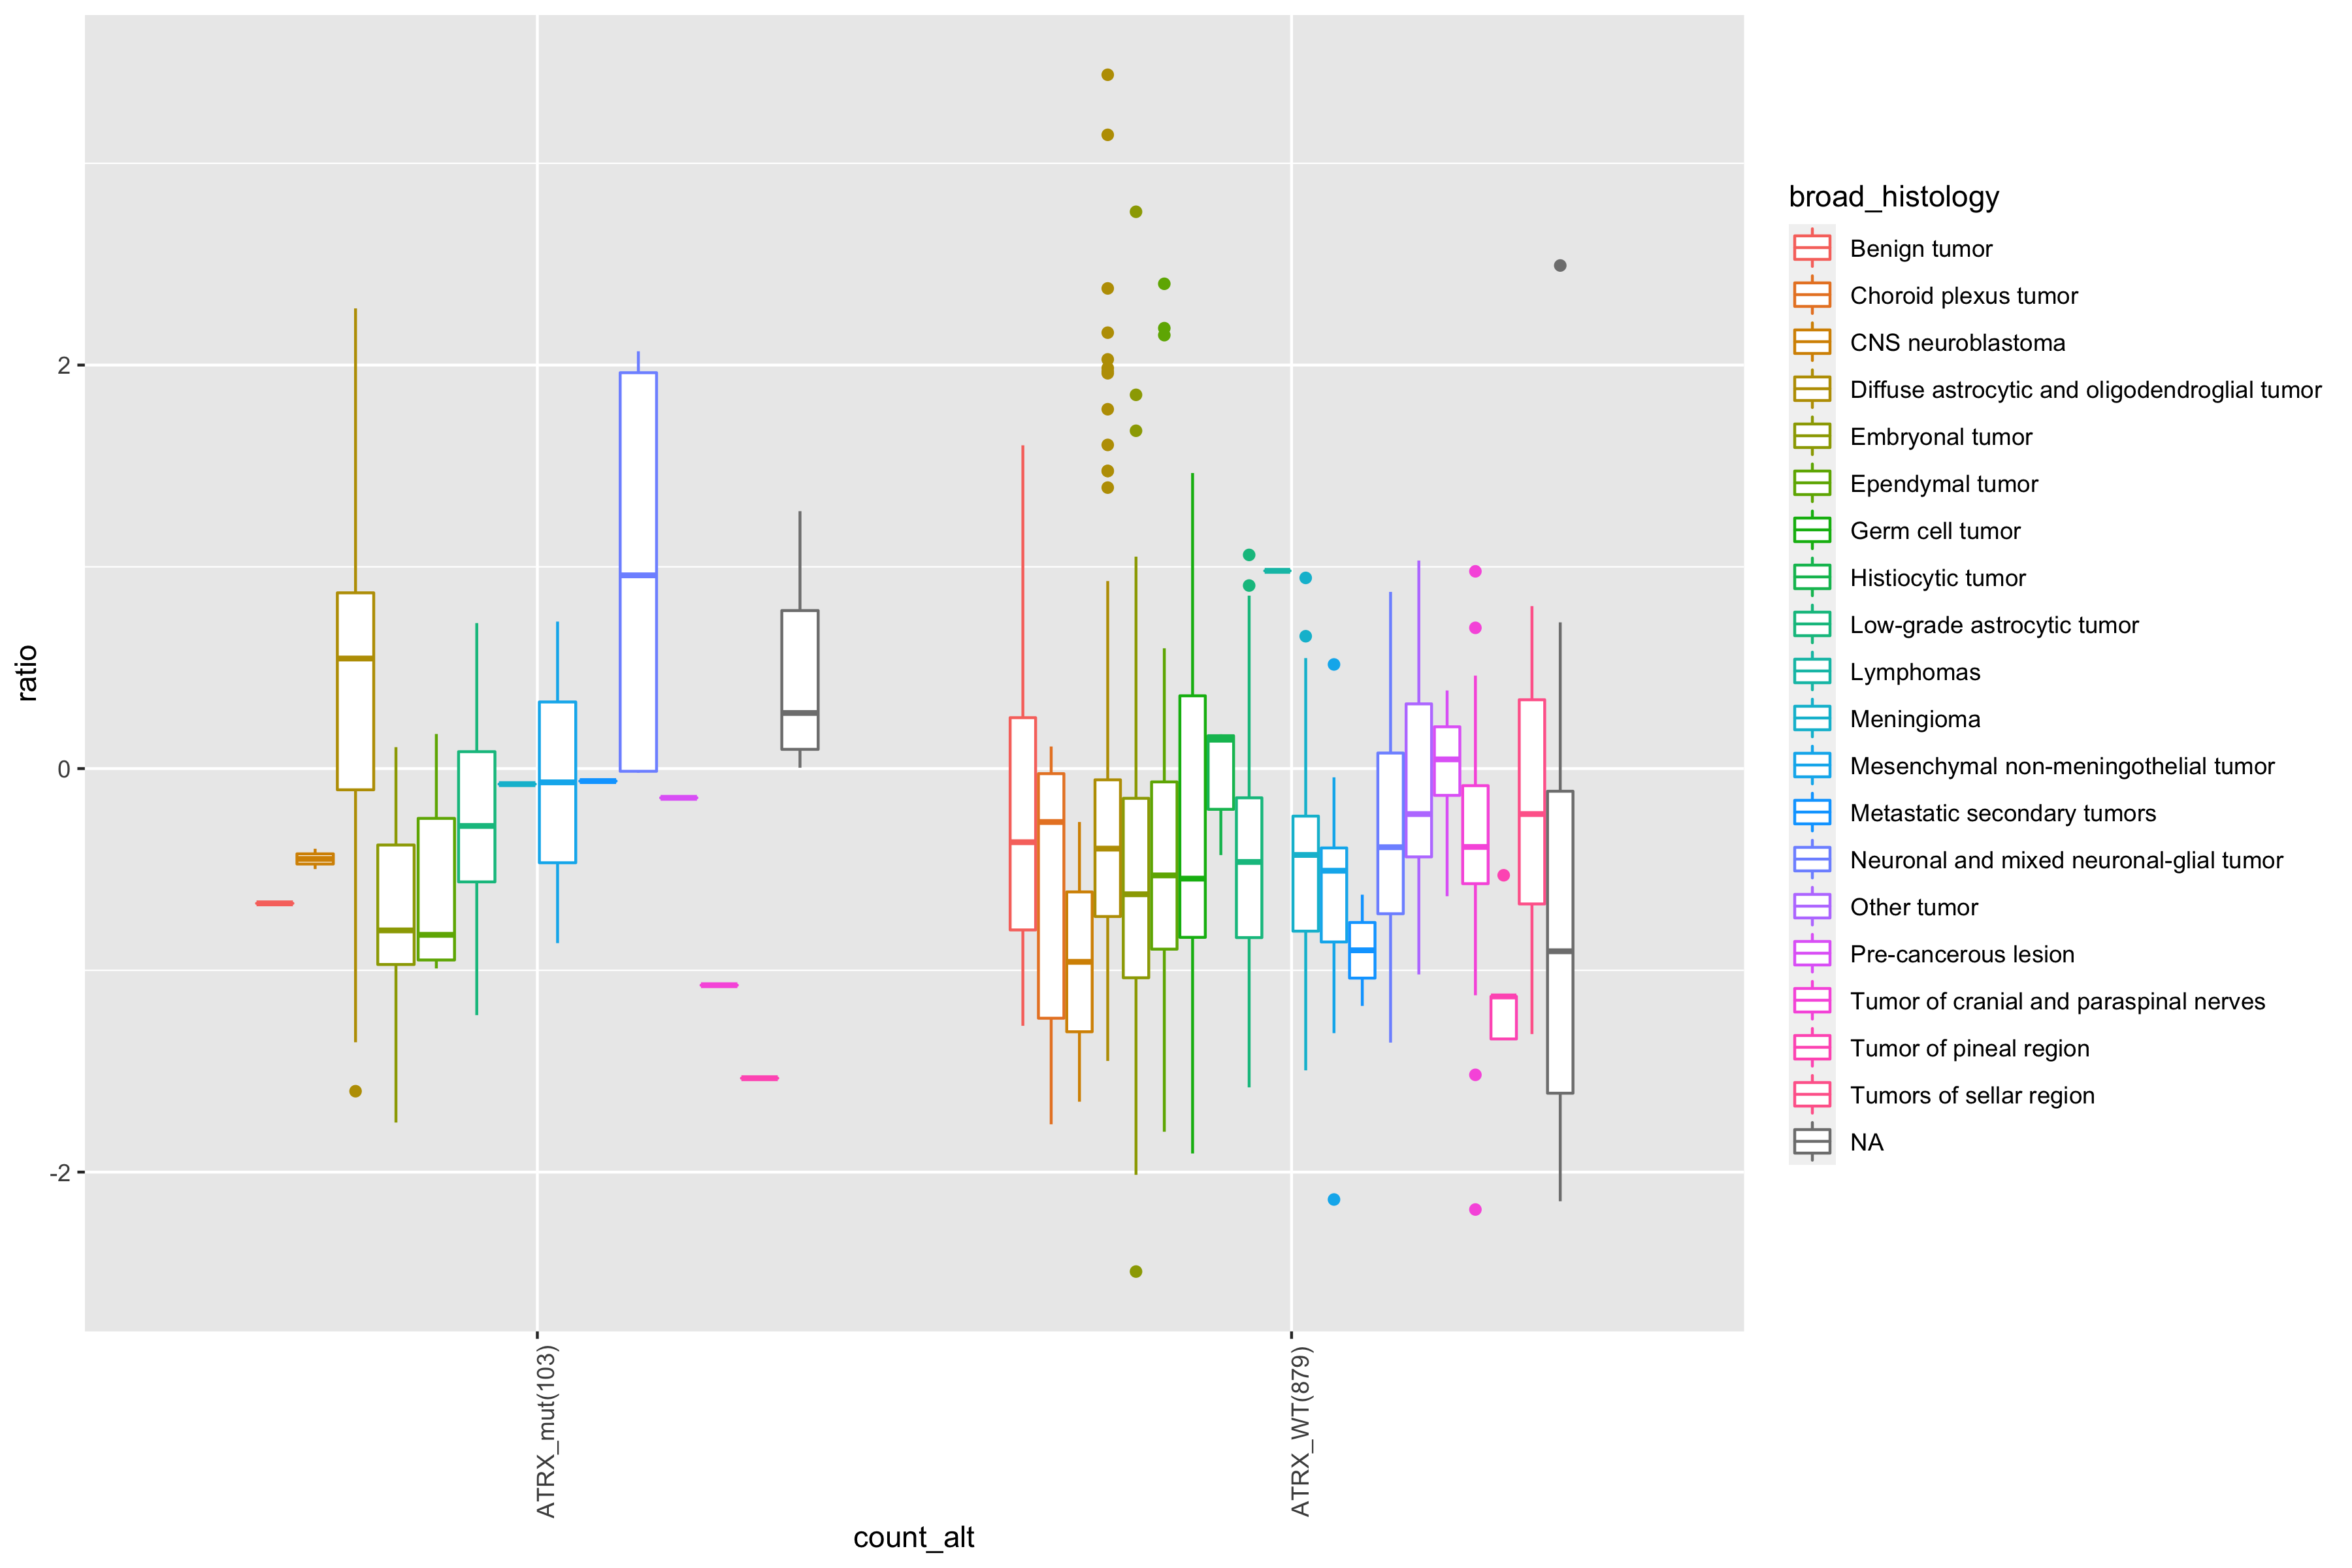 ratio
2
0
-2
ATRX_mut(103)
ATRX_WT(879)
count_alt
broad_histology
Benign tumor
Choroid plexus tumor
CNS neuroblastoma
Diffuse astrocytic and oligodendroglial tumor
Embryonal tumor
Ependymal tumor
Germ cell tumor
Histiocytic tumor
Low-grade astrocytic tumor
Lymphomas
Meningioma
Mesenchymal non-meningothelial tumor
Metastatic secondary tumors
Neuronal and mixed neuronal-glial tumor
Other tumor
Pre-cancerous lesion
Tumor of cranial and paraspinal nerves
Tumor of pineal region
Tumors of sellar region
NA